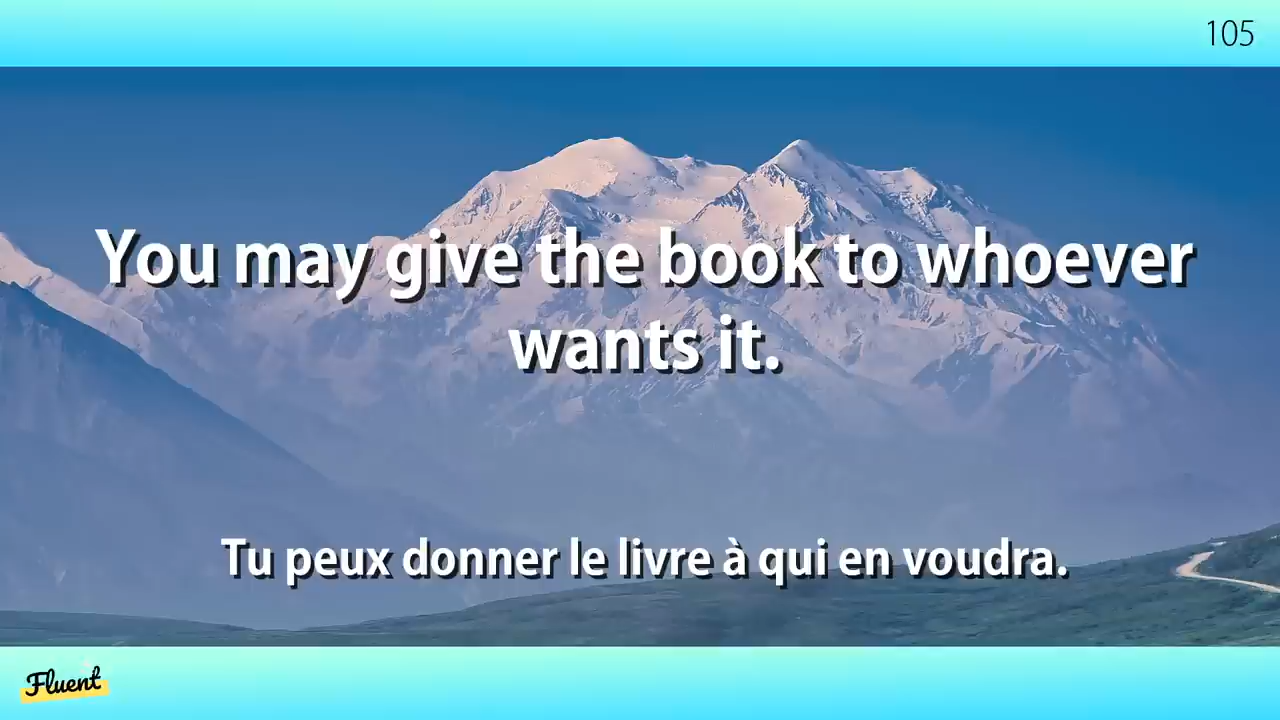 105
You may give the book to whoever
wants it.
Tu peux donner le livre à qui en voudra.
Fluent